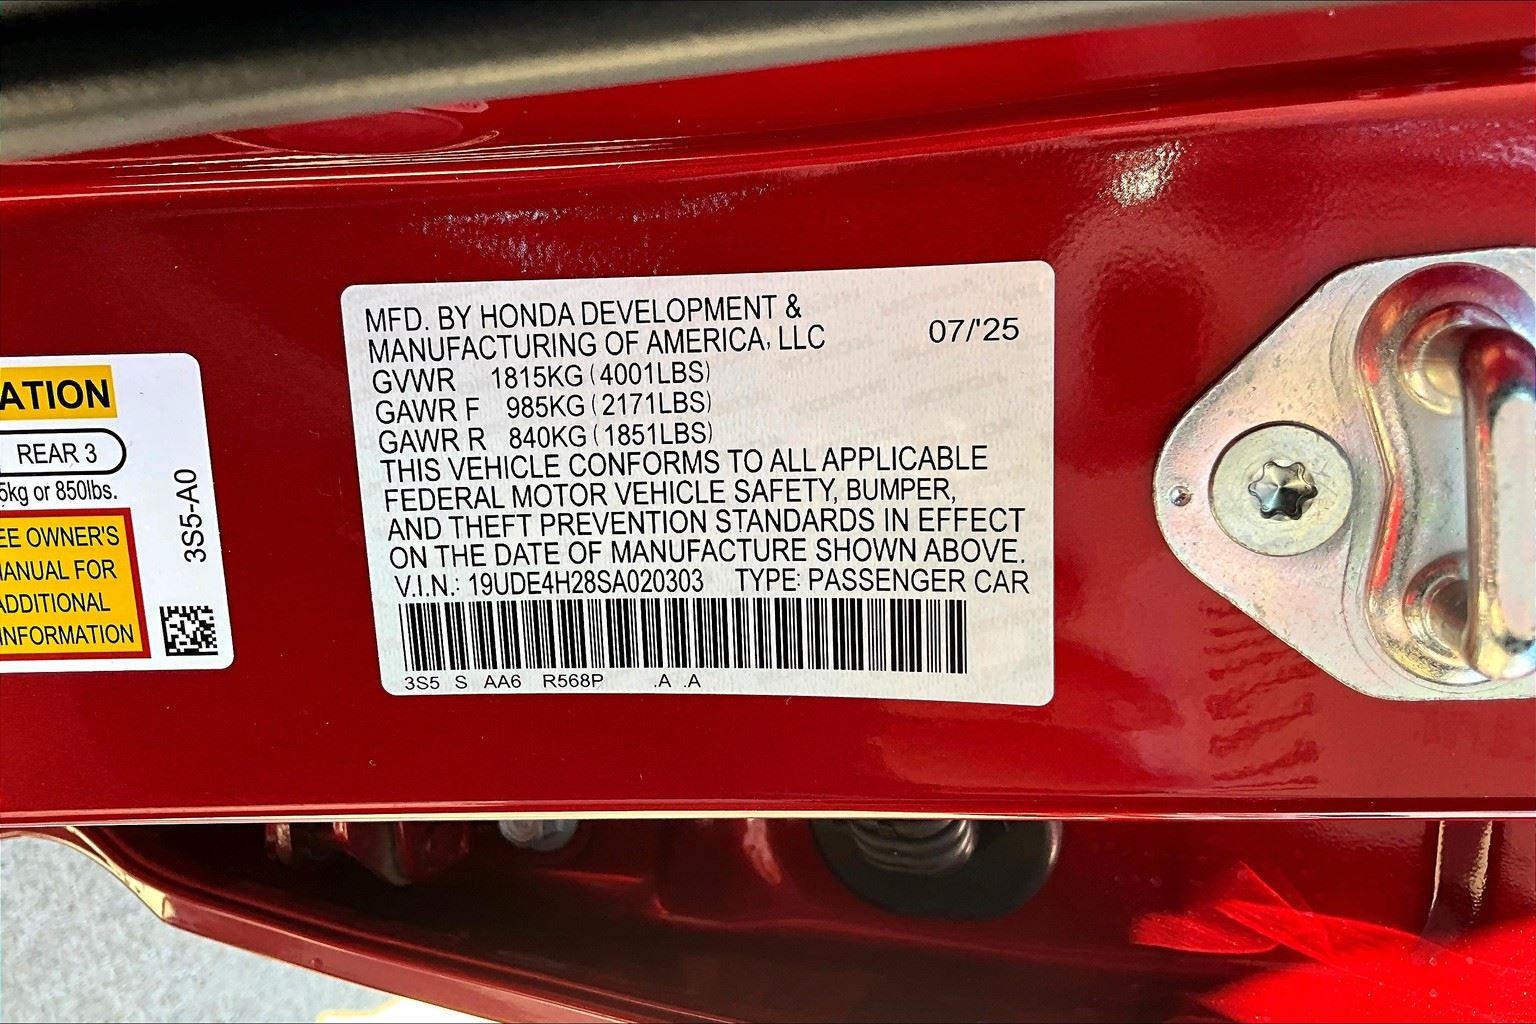 ATION
REAR 3
5kg or 850lbs.
EE OWNER'S
MANUAL FOR
ADDITIONAL
INFORMATION
3S5-A0
MFD. BY HONDA DEVELOPMENT &
MANUFACTURING OF AMERICA, LLC
07/'25
GVWR 1815KG (4001LBS)
GAWR F 985KG (2171LBS)
GAWR R 840KG (1851LBS)
THIS VEHICLE CONFORMS TO ALL APPLICABLE
FEDERAL MOTOR VEHICLE SAFETY, BUMPER,
AND THEFT PREVENTION STANDARDS IN EFFECT
ON THE DATE OF MANUFACTURE SHOWN ABOVE.
V.I.N.: 19UDE4H28SA020303 TYPE: PASSENGER CAR
3S5 S AA6 R568P .A .A